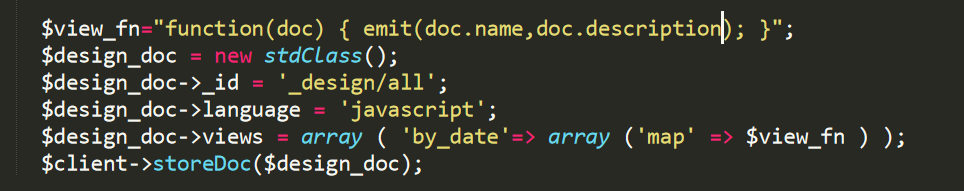 $view_fn="function(doc) { emit(doc.name,doc.description); }";
$design_doc = new stdClass();
$design_doc->_id = '_design/all';
$design_doc->language = 'javascript';
$design_doc->views = array ( 'by_date'=> array ('map' => $view_fn ) );
$client->storeDoc($design_doc);